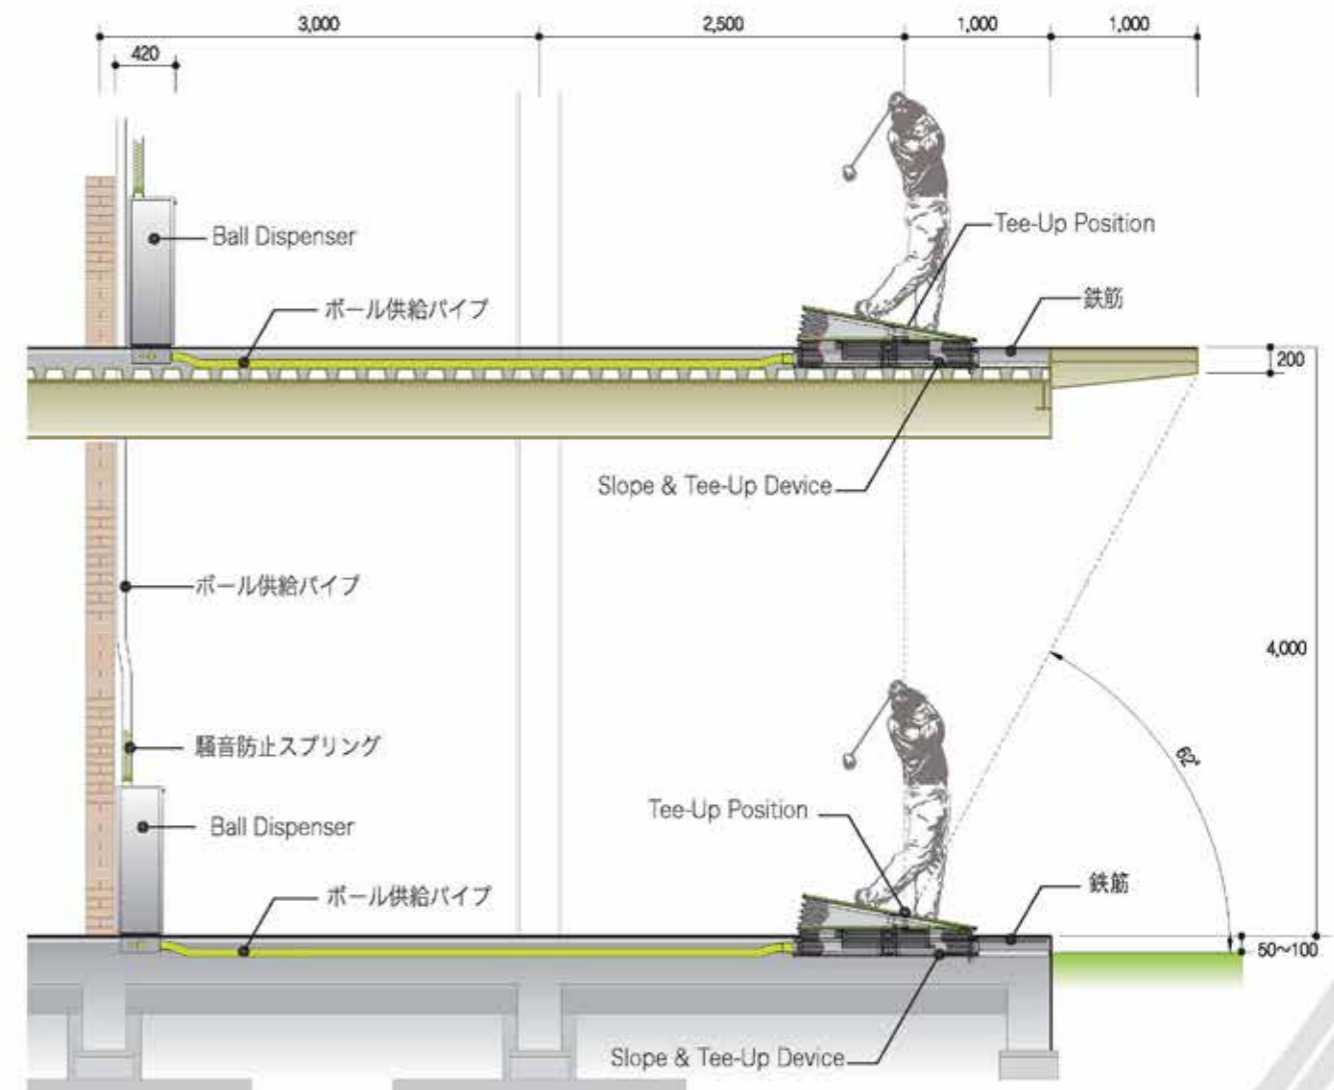 3,000
2,500
1,000
1,000
420
Tee-Up Position
Ball Dispenser
ボール供給パイプ
鉄筋
200
Slope & Tee-Up Device
ボール供給パイプ
4,000
騒音防止スプリング
62°
Tee-Up Position
Ball Dispenser
鉄筋
ボール供給パイプ
50〜100
Slope & Tee-Up Device